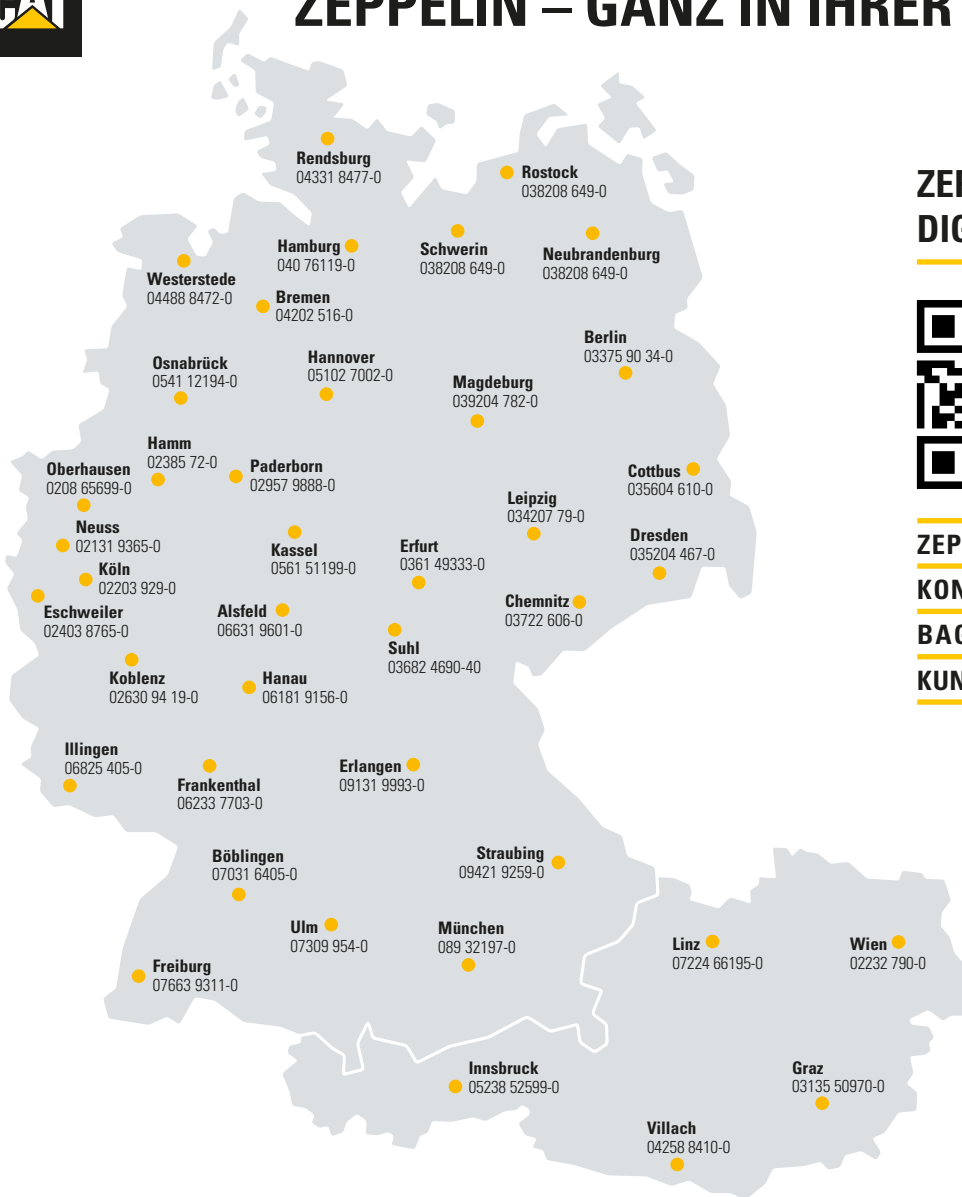 ZEPPELIN – GANZ IN IHRER
Rendsburg
04331 8477-0
Rostock
038208 649-0
Hamburg
040 76119-0
Schwerin
038208 649-0
Neubrandenburg
038208 649-0
Westerstede
04488 8472-0
Bremen
04202 516-0
Berlin
03375 90 34-0
Osnabrück
0541 12194-0
Hannover
05102 7002-0
Magdeburg
039204 782-0
Hamm
02385 72-0
Oberhausen
0208 65699-0
Paderborn
02957 9888-0
Cottbus
035604 610-0
Leipzig
034207 79-0
Neuss
02131 9365-0
Kassel
0561 51199-0
Erfurt
0361 49333-0
Dresden
035204 467-0
Köln
02203 929-0
Eschweiler
02403 8765-0
Alsfeld
06631 9601-0
Chemnitz
03722 606-0
Suhl
03682 4690-40
Koblenz
02630 94 19-0
Hanau
06181 9156-0
Illingen
06825 405-0
Frankenthal
06233 7703-0
Erlangen
09131 9993-0
Böblingen
07031 6405-0
Straubing
09421 9259-0
Ulm
07309 954-0
München
089 32197-0
Freiburg
07663 9311-0
Linz
07224 66195-0
Wien
02232 790-0
Innsbruck
05238 52599-0
Graz
03135 50970-0
Villach
04258 8410-0
ZEP
KON
KUN